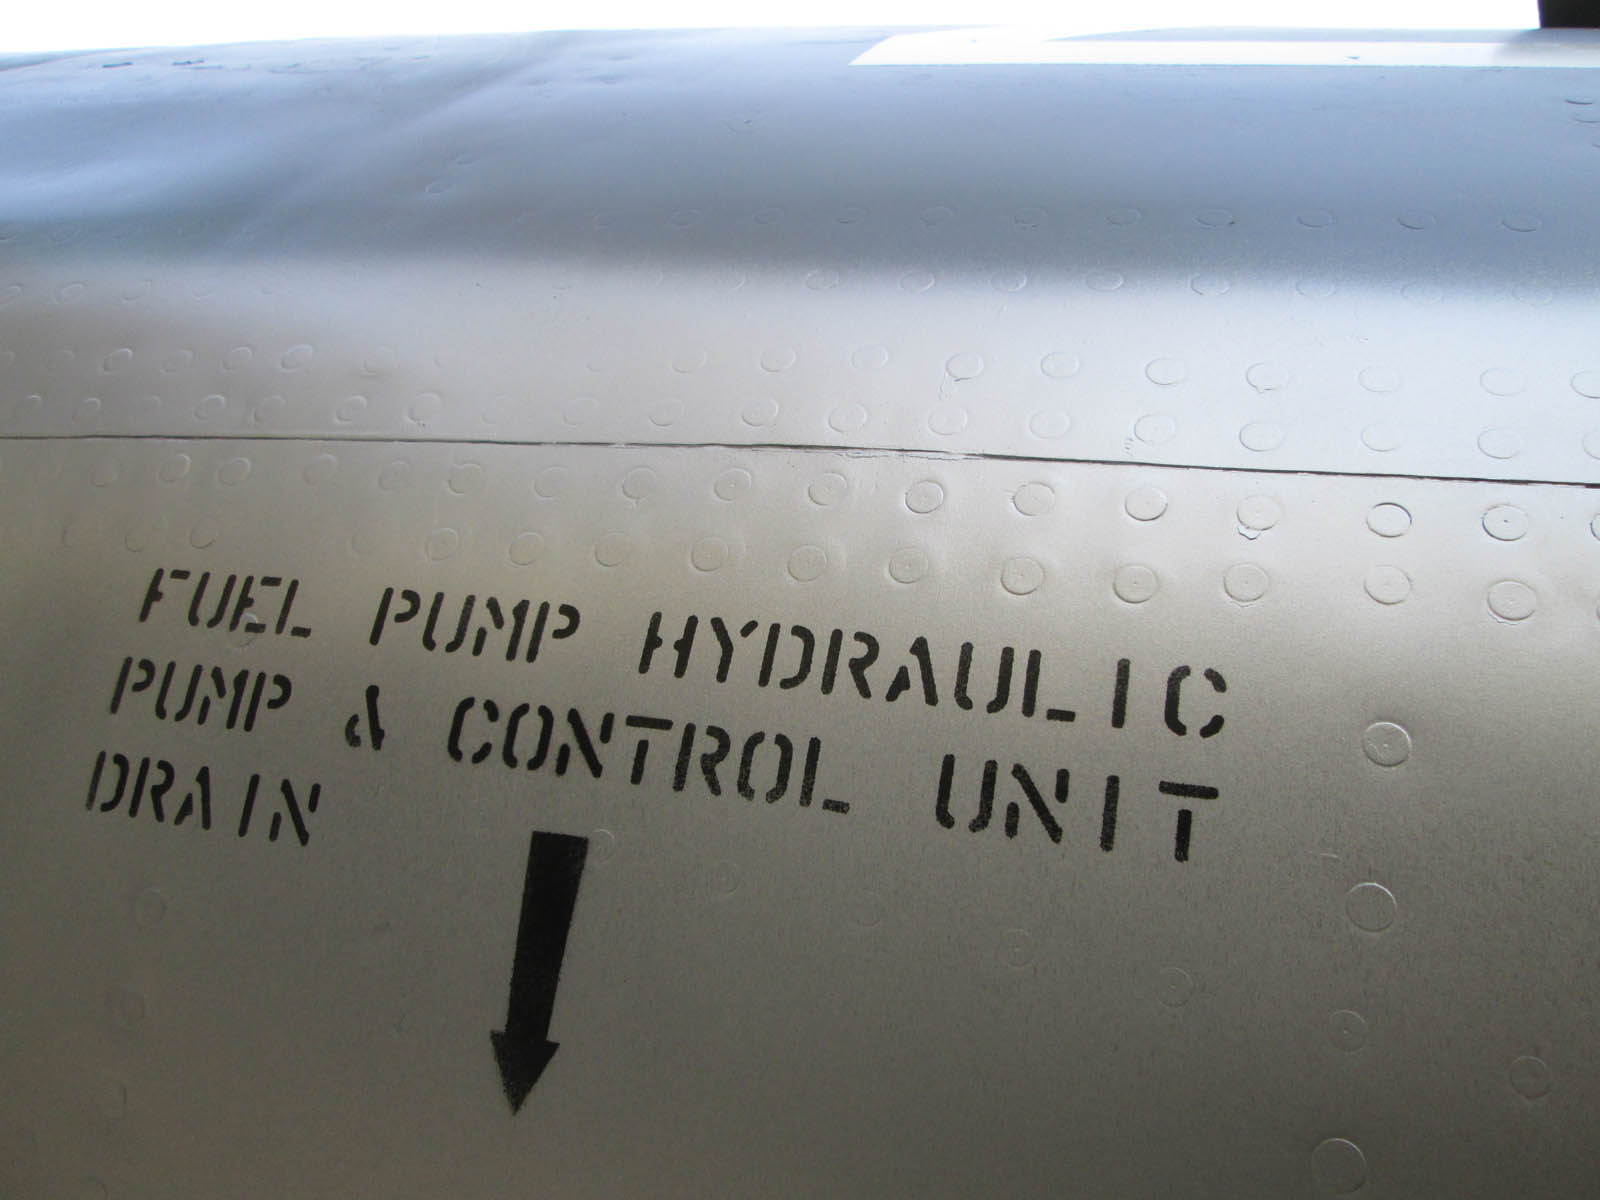 FUEL PUMP HYDRAULIC
PUMP & CONTROL UNIT
DRAIN